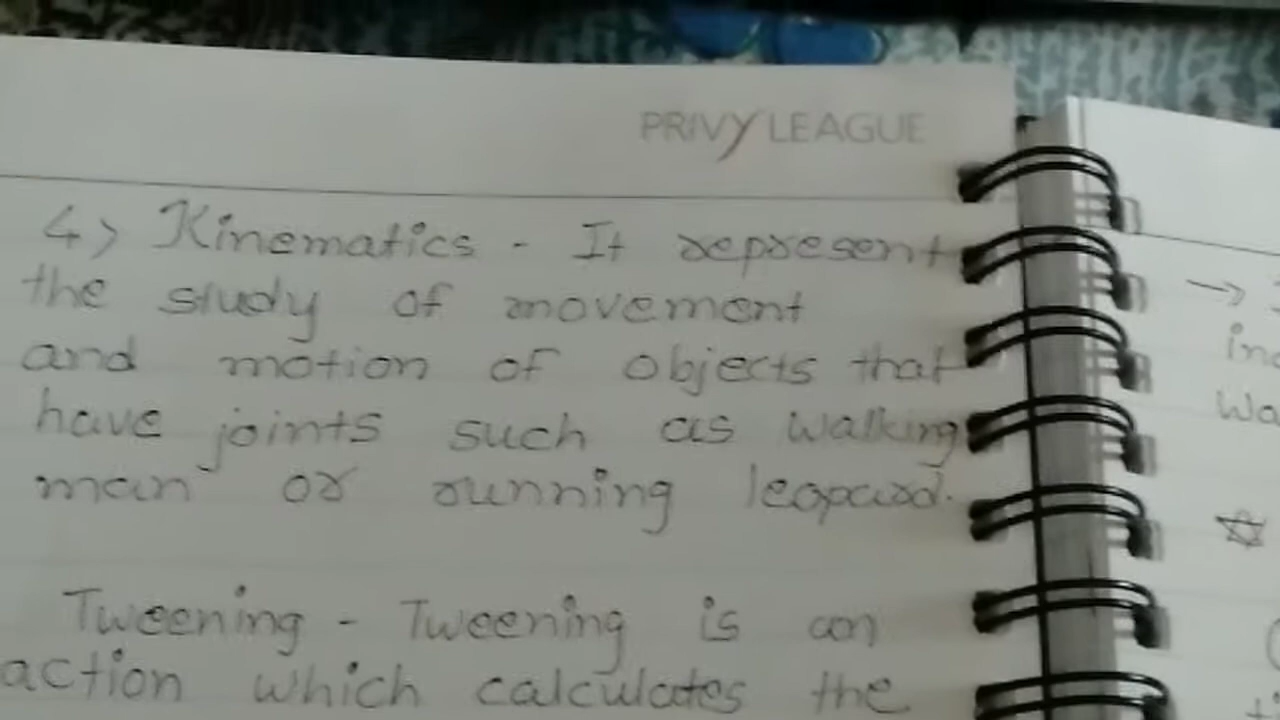 PRIVY LEAGUE
4> Kinematics - It represent
the study of movement
and motion of objects that
have joints such as walking
man or running leopard.
Tweening - Tweening is an
action which calculates the
→